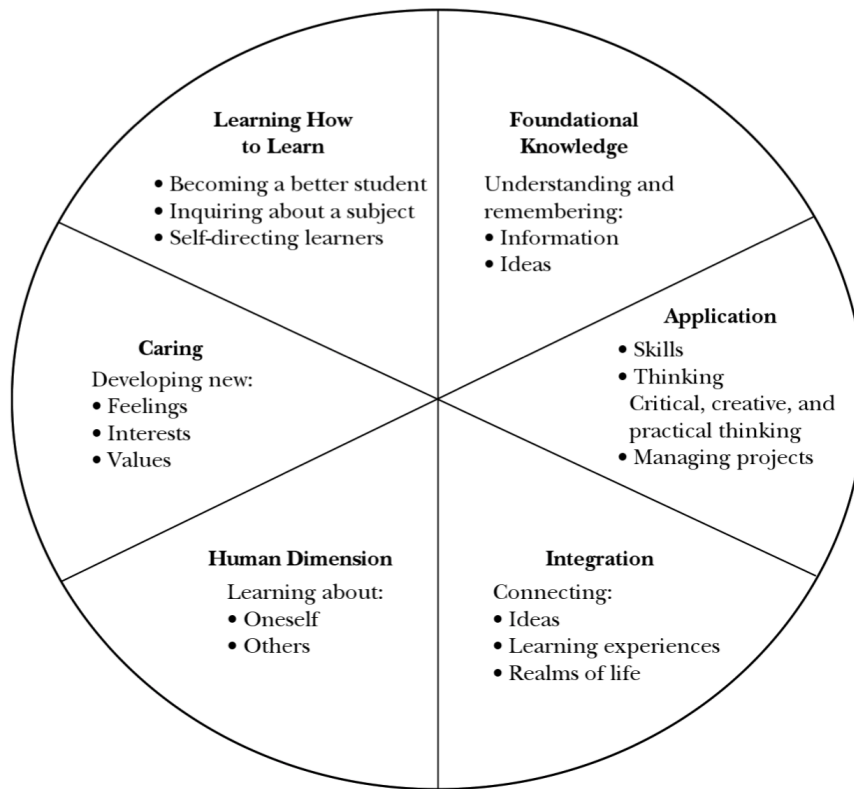 Learning How
to Learn
• Becoming a better student
• Inquiring about a subject
• Self-directing learners
Foundational
Knowledge
Understanding and
remembering:
• Information
• Ideas
Application
• Skills
• Thinking
Critical, creative, and
practical thinking
• Managing projects
Integration
Connecting:
• Ideas
• Learning experiences
• Realms of life
Human Dimension
Learning about:
• Oneself
• Others
Caring
Developing new:
• Feelings
• Interests
• Values